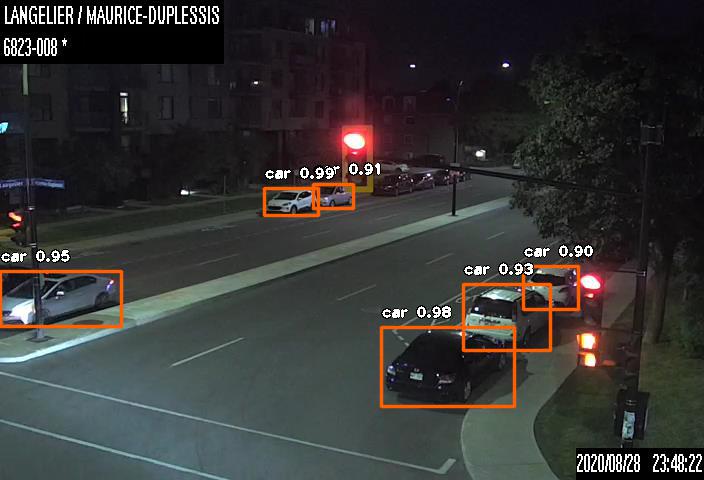 LANGELIER / MAURICE-DUPLESSIS
6823-008 *
car 0.99
0.91
car 0.95
car 0.90
car 0.93
car 0.98
Langelier
2020/08/28 23:48:22